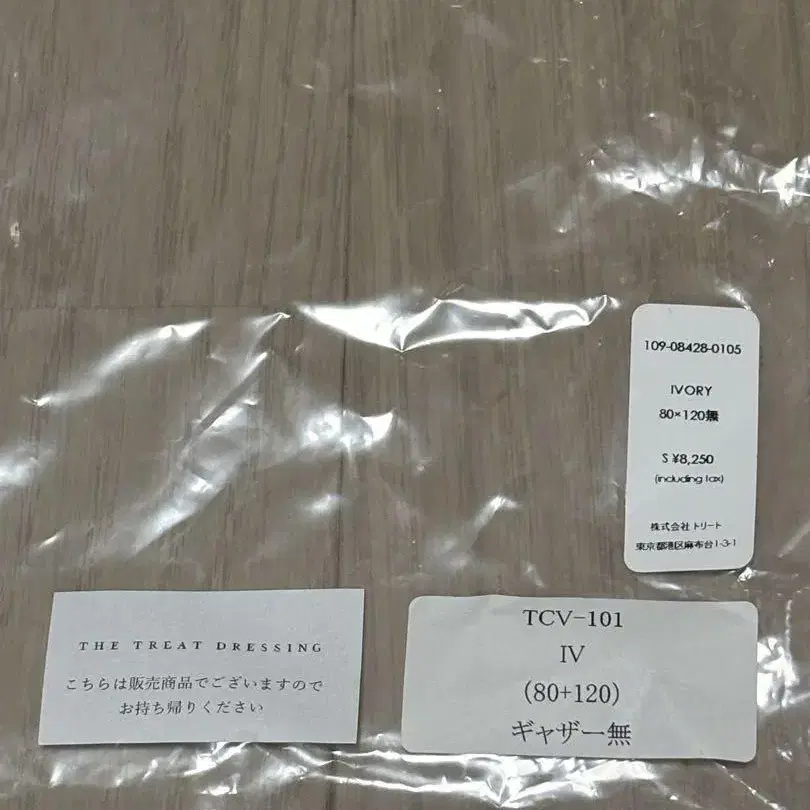 109-08428-0105
IVORY
80×120無
S ¥8,250
(including tax)
株式会社 トリート
東京都港区麻布台1-3-1
THE TREAT DRESSING
こちらは販売商品でございますので
お持ち帰りください
TCV-101
IV
(80+120)
ギャザー無